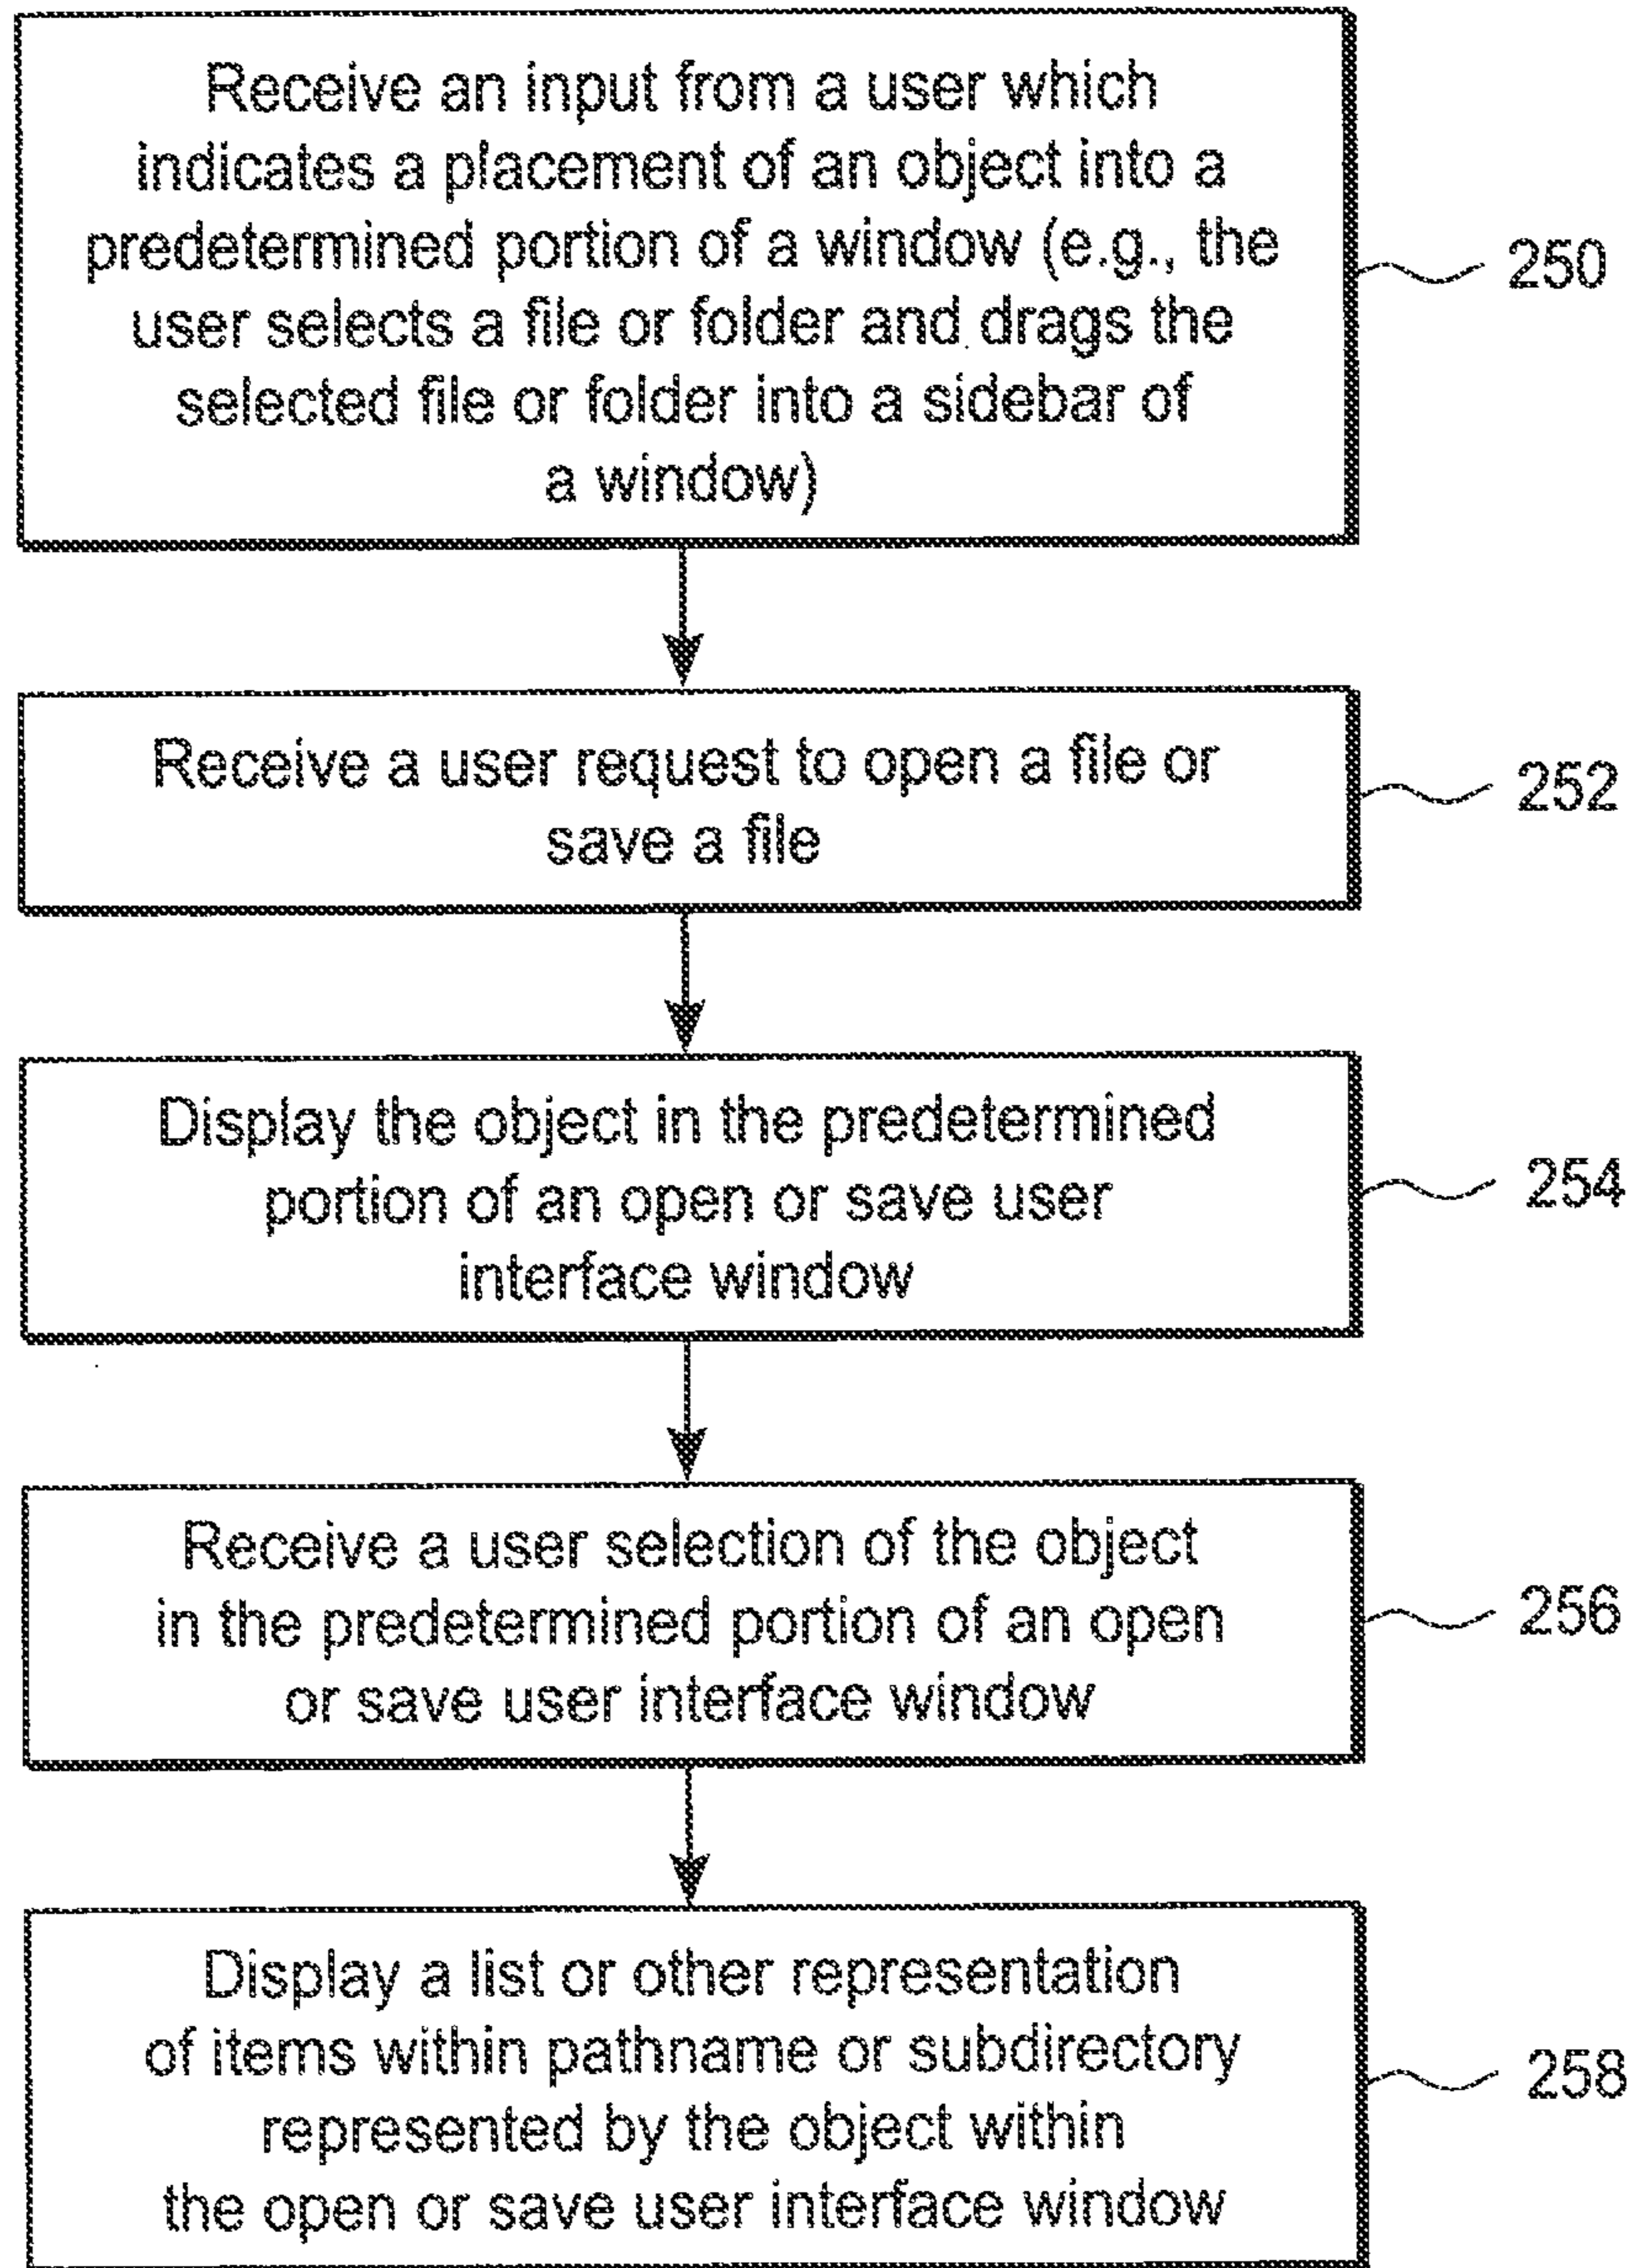 Receive an input from a user which
indicates a placement of an object into a
predetermined portion of a window (e.g., the
user selects a file or folder and drags the
selected file or folder into a sidebar of
a window)
250
Receive a user request to open a file or
save a file
252
Display the object in the predetermined
portion of an open or save user
interface window
254
Receive a user selection of the object
in the predetermined portion of an open
or save user interface window
256
Display a list or other representation
of items within pathname or subdirectory
represented by the object within
the open or save user interface window
258